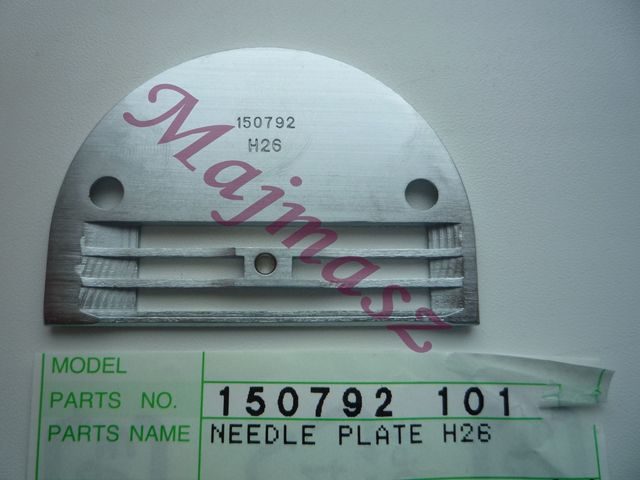 150792
H26
Majmasz
MODEL
PARTS NO. 150792 101
PARTS NAME NEEDLE PLATE H26